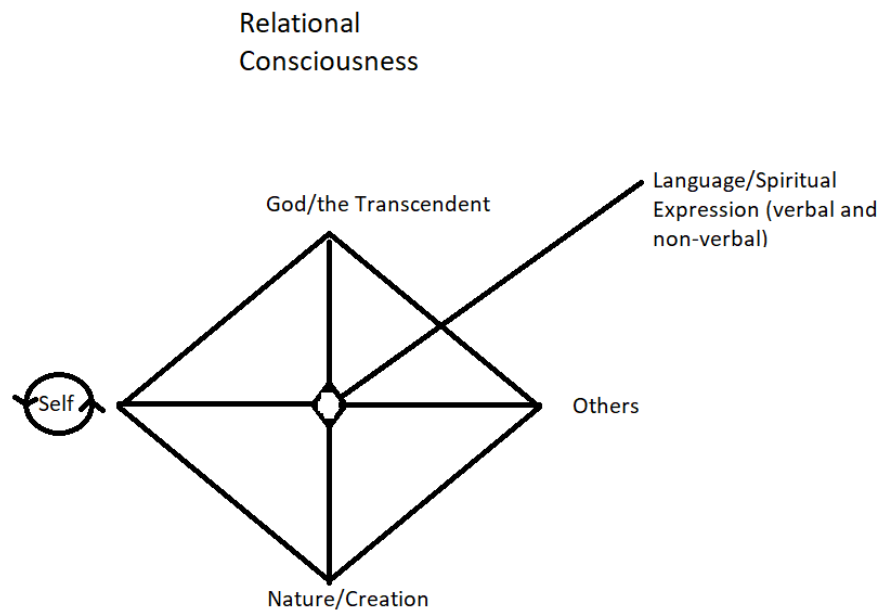 Relational
Consciousness
Language/Spiritual
Expression (verbal and
non-verbal)
God/the Transcendent
Self
Others
Nature/Creation